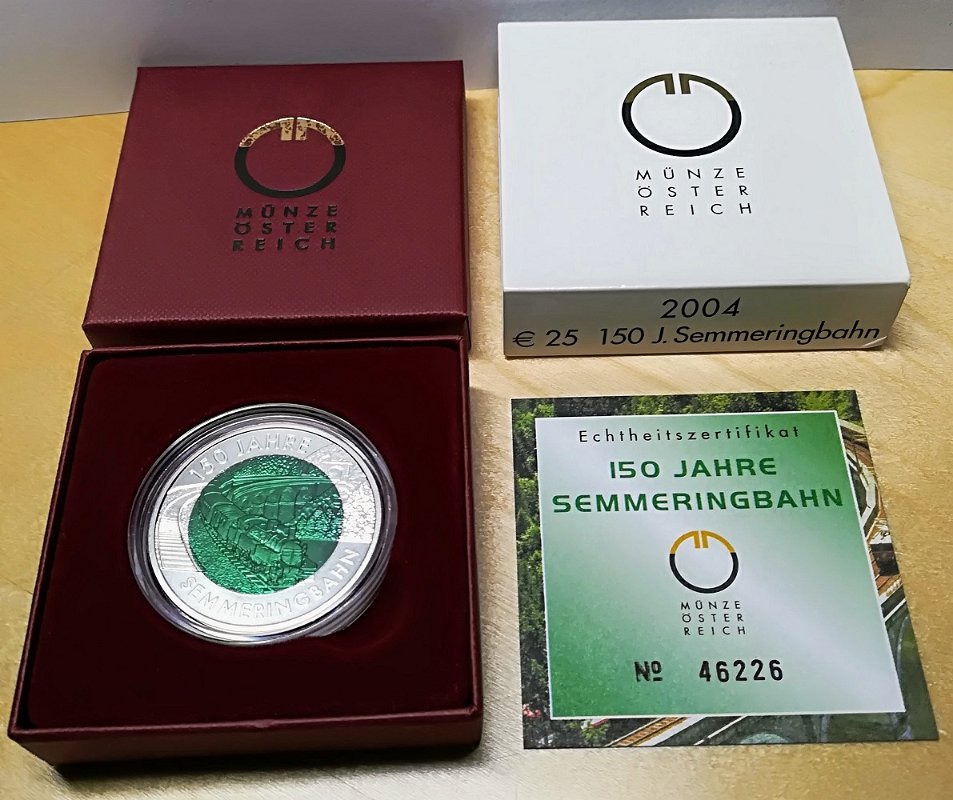 MÜNZE
ÖSTER
REICH
MÜNZE
ÖSTER
REICH
2004
€ 25 150 J. Semmeringbahn
150 JAHRE
SEMMERINGBAHN
Echtheitszertifikat
150 JAHRE
SEMMERINGBAHN
MÜNZE
ÖSTER
REICH
Nº 46226